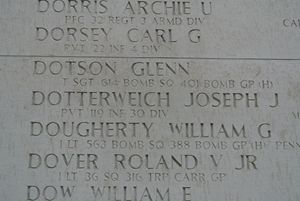 DORRIS ARCHIE U
PFC 32 REGT 3 ARMD DIV
DORSEY CARL G
PVT 22 INF 4 DIV
DOTSON GLENN
T SGT 614 BOMB SQ 401 BOMB GP (H)
DOTTERWEICH JOSEPH J
PVT 119 INF 30 DIV
DOUGHERTY WILLIAM G
1 LT 563 BOMB SQ 388 BOMB GP (H) PENN
DOVER ROLAND V JR
1 LT 36 SQ 316 TRP CARR GP
DOW WILLIAM E